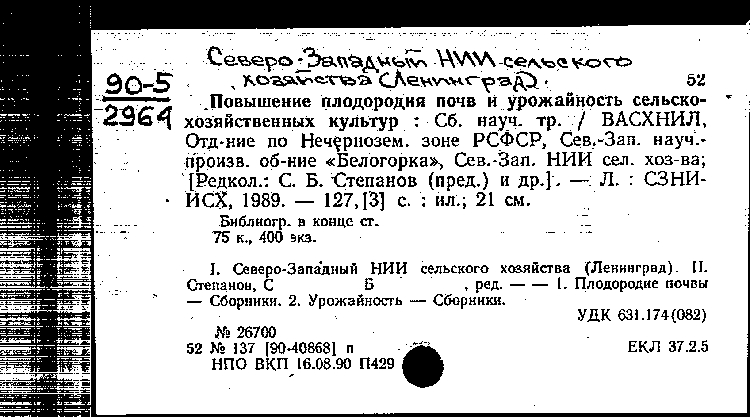 Северо-Западный НИИ сельского
хозяйства (Ленинград).
90-5
2964
52
Повышение плодородия почв и урожайность сельско-
хозяйственных культур : Сб. науч. тр. / ВАСХНИЛ,
Отд-ние по Нечернозем. зоне РСФСР, Сев.-Зап. науч.-
произв. об-ние «Белогорка», Сев.-Зап. НИИ сел. хоз-ва;
[Редкол.: С. Б. Степанов (пред.) и др.]. — Л. : СЗНИ-
ИСХ, 1989. — 127,[3] с. : ил.; 21 см.
Библиогр. в конце ст.
75 к., 400 экз.
I. Северо-Западный НИИ сельского хозяйства (Ленинград). II.
Степанов, С Б , ред. — — 1. Плодородие почвы
— Сборники. 2. Урожайность — Сборники.
УДК 631.174(082)
№ 26700
52 № 137 [90-40868] п
ЕКЛ 37.2.5
НПО ВКП 16.08.90 П429